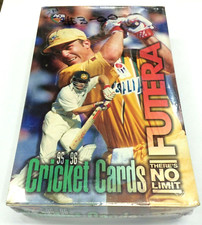 FUTERA
95 96
Cricket Cards
THERE'S
NO
LIMIT